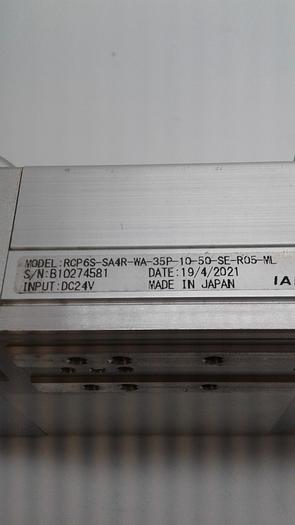 MODEL:RCP6S-SA4R-WA-35P-10-50-SE-R05-ML
S/N:B10274581 DATE:19/4/2021
INPUT:DC24V MADE IN JAPAN IA